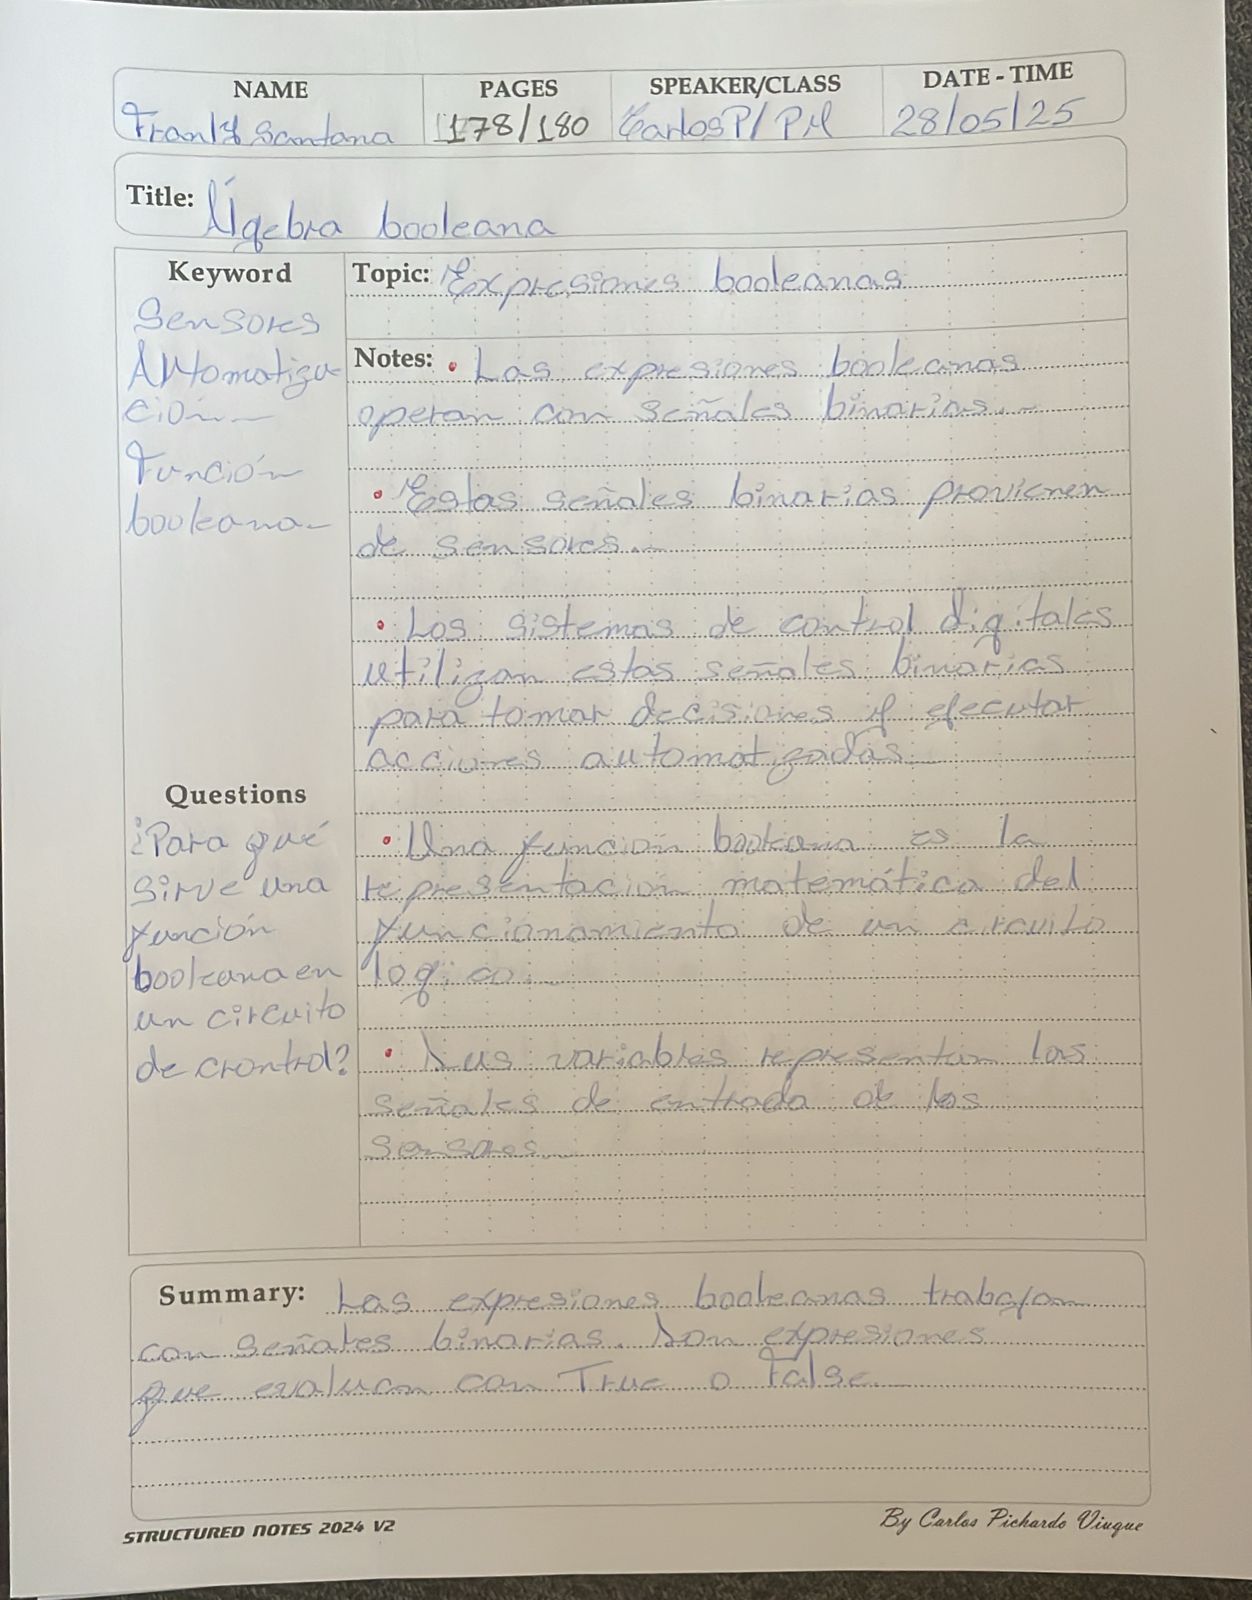 NAME PAGES SPEAKER/CLASS DATE - TIME
Frankly Santana 178/180 Carlos P/ PM 28/05/25
Title: Álgebra booleana
Keyword
Sensores
Automatiza-
ción
Función
booleana
Topic: Expresiones booleanas
Notes: • Las expresiones booleanas
operan con señales binarias.
• Estas señales binarias provienen
de sensores.
• Los sistemas de control digitales
utilizan estas señales binarias
para tomar decisiones y ejecutar
acciones automatizadas
Questions
¿Para qué
sirve una
función
booleana en
un circuito
de crontrol?
• Una función booleana es la
representación matemática del
funcionamiento de un circuito
logico.
• Sus variables representan las
señales de entrada de los
sensores.
Summary: Las expresiones booleanas trabajan
con señales binarias. Son expresiones
que evaluan con True o False.
STRUCTURED NOTES 2024 V2
By Carlos Pichardo Viuque